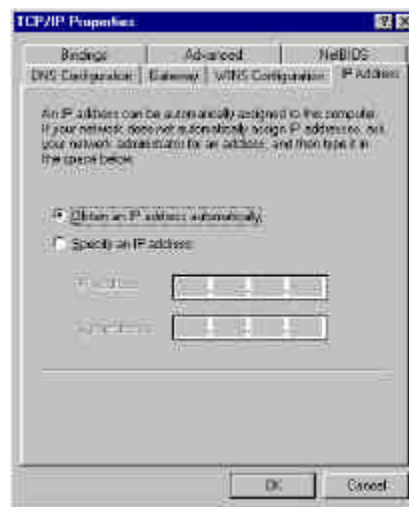 TCP/IP Properties
Bindings Advanced NetBIOS
DNS Configuration Gateway WINS Configuration IP Address
An IP address can be automatically assigned to this computer.
If your network does not automatically assign IP addresses, ask
your network administrator for an address, and then type it in
the space below.
Obtain an IP address automatically
Specify an IP address:
IP Address:
OK Cancel